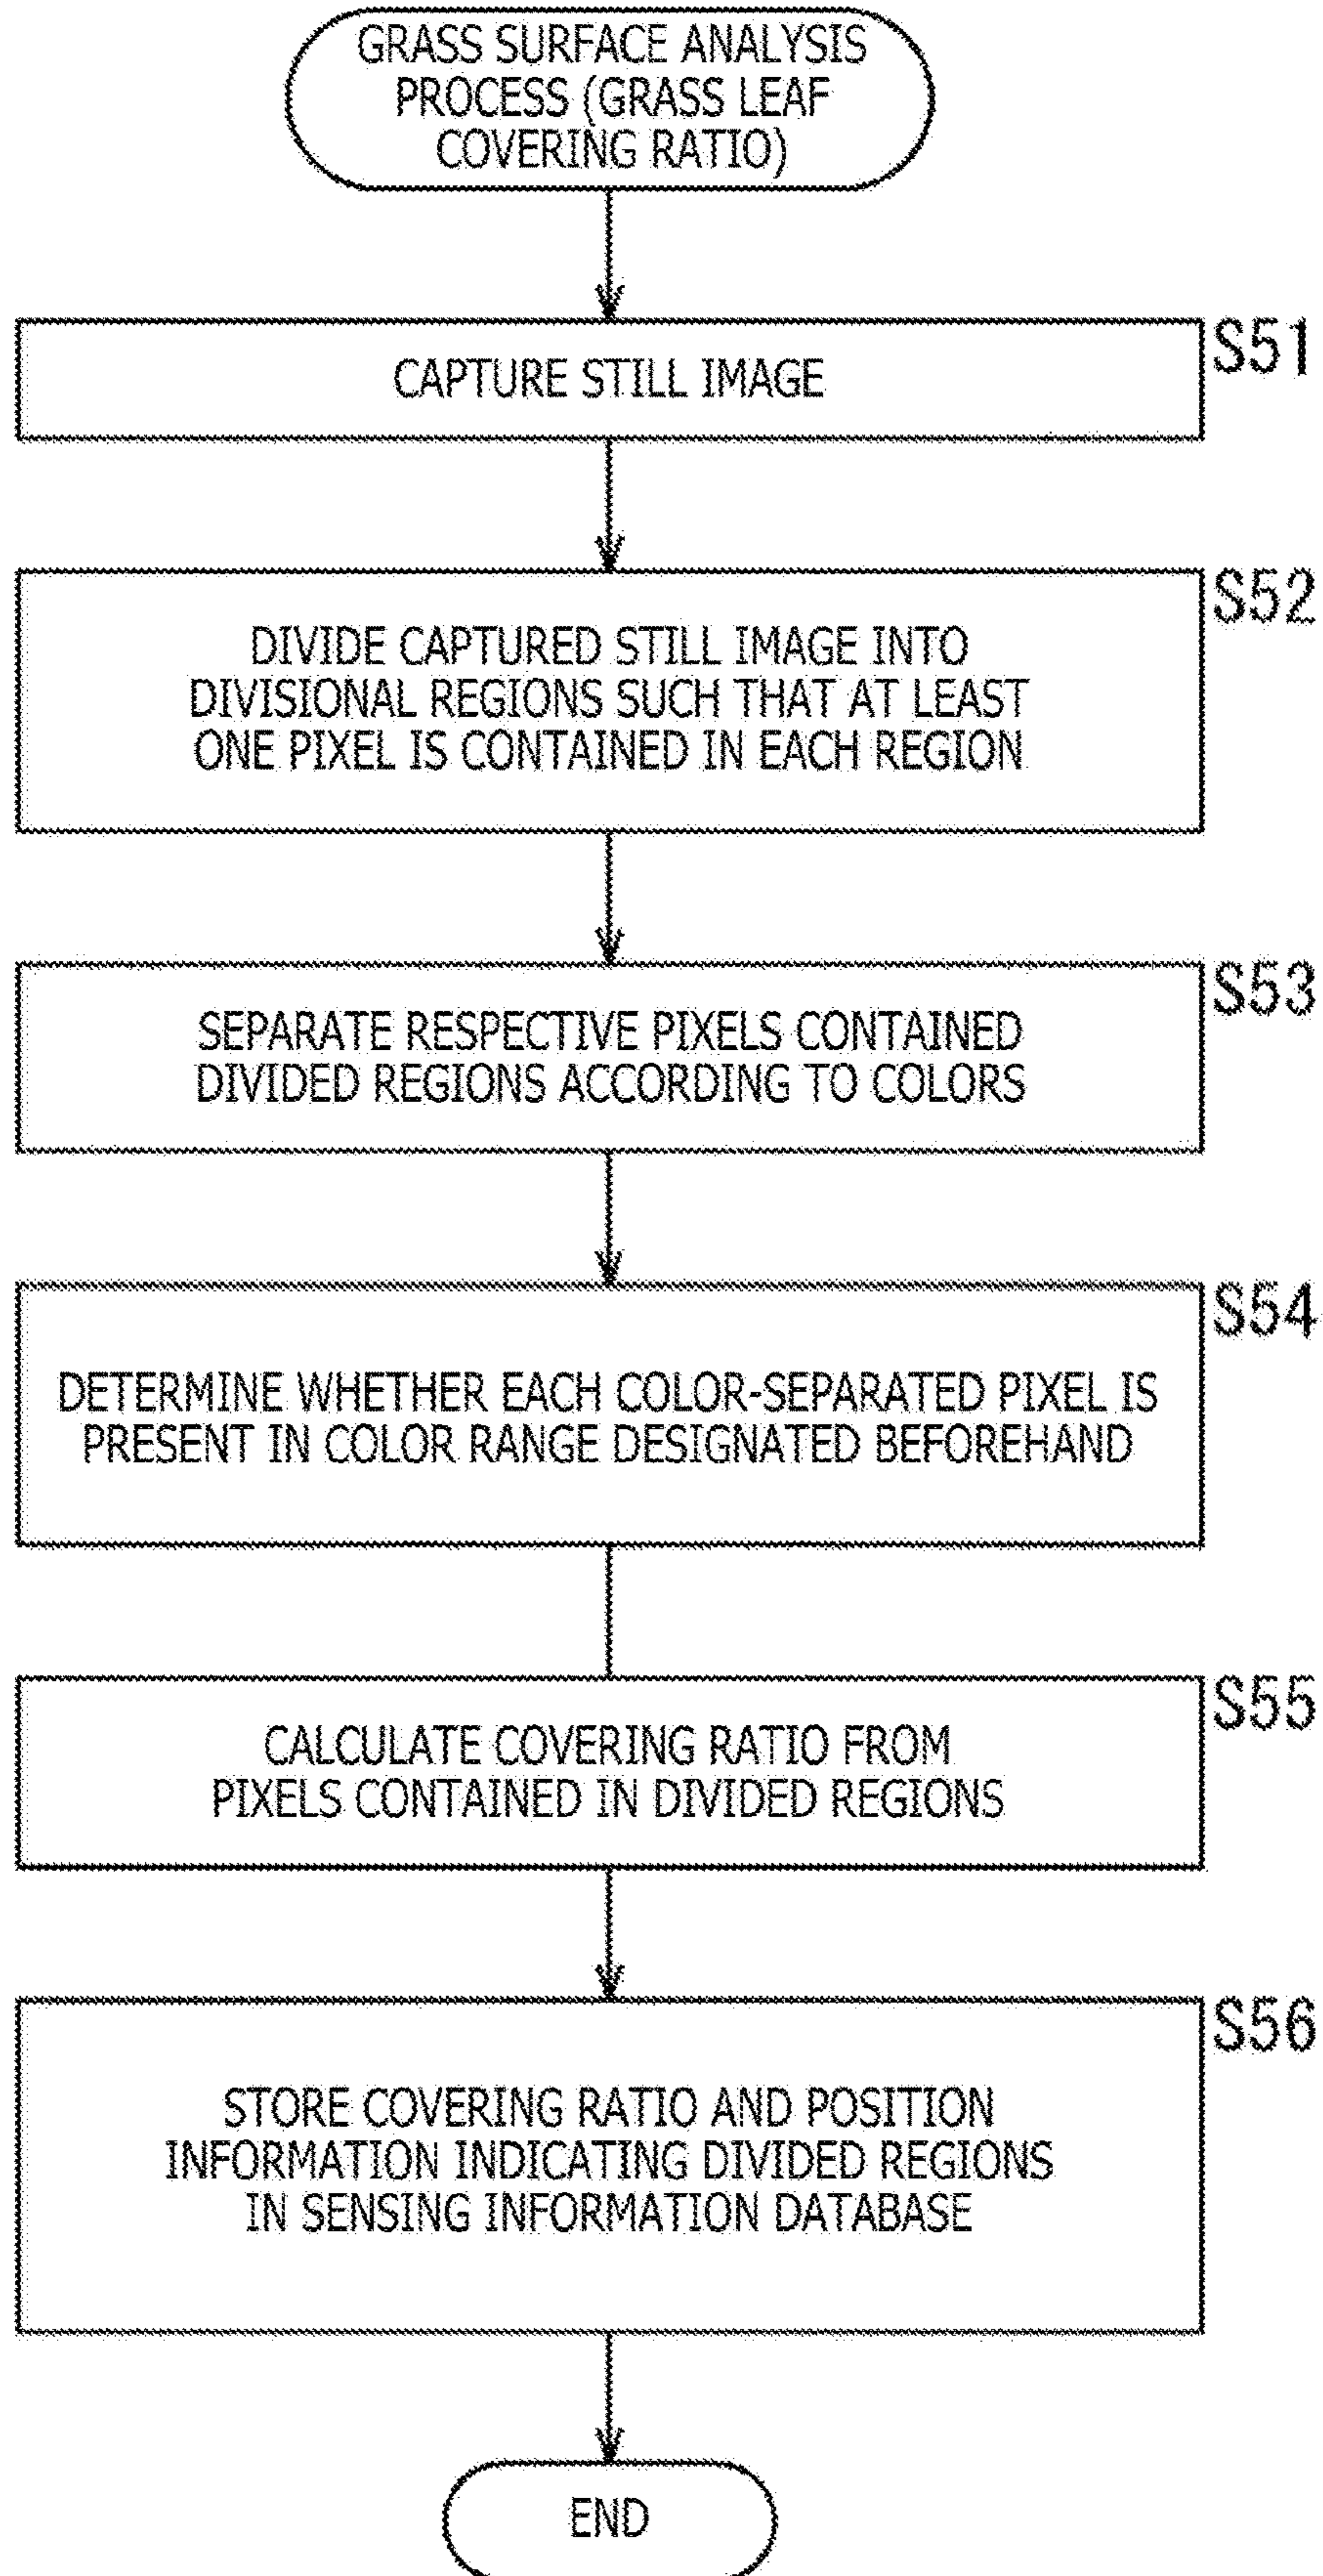 GRASS SURFACE ANALYSIS
PROCESS (GRASS LEAF
COVERING RATIO)
S51
CAPTURE STILL IMAGE
S52
DIVIDE CAPTURED STILL IMAGE INTO
DIVISIONAL REGIONS SUCH THAT AT LEAST
ONE PIXEL IS CONTAINED IN EACH REGION
S53
SEPARATE RESPECTIVE PIXELS CONTAINED
DIVIDED REGIONS ACCORDING TO COLORS
S54
DETERMINE WHETHER EACH COLOR-SEPARATED PIXEL IS
PRESENT IN COLOR RANGE DESIGNATED BEFOREHAND
S55
CALCULATE COVERING RATIO FROM
PIXELS CONTAINED IN DIVIDED REGIONS
S56
STORE COVERING RATIO AND POSITION
INFORMATION INDICATING DIVIDED REGIONS
IN SENSING INFORMATION DATABASE
END